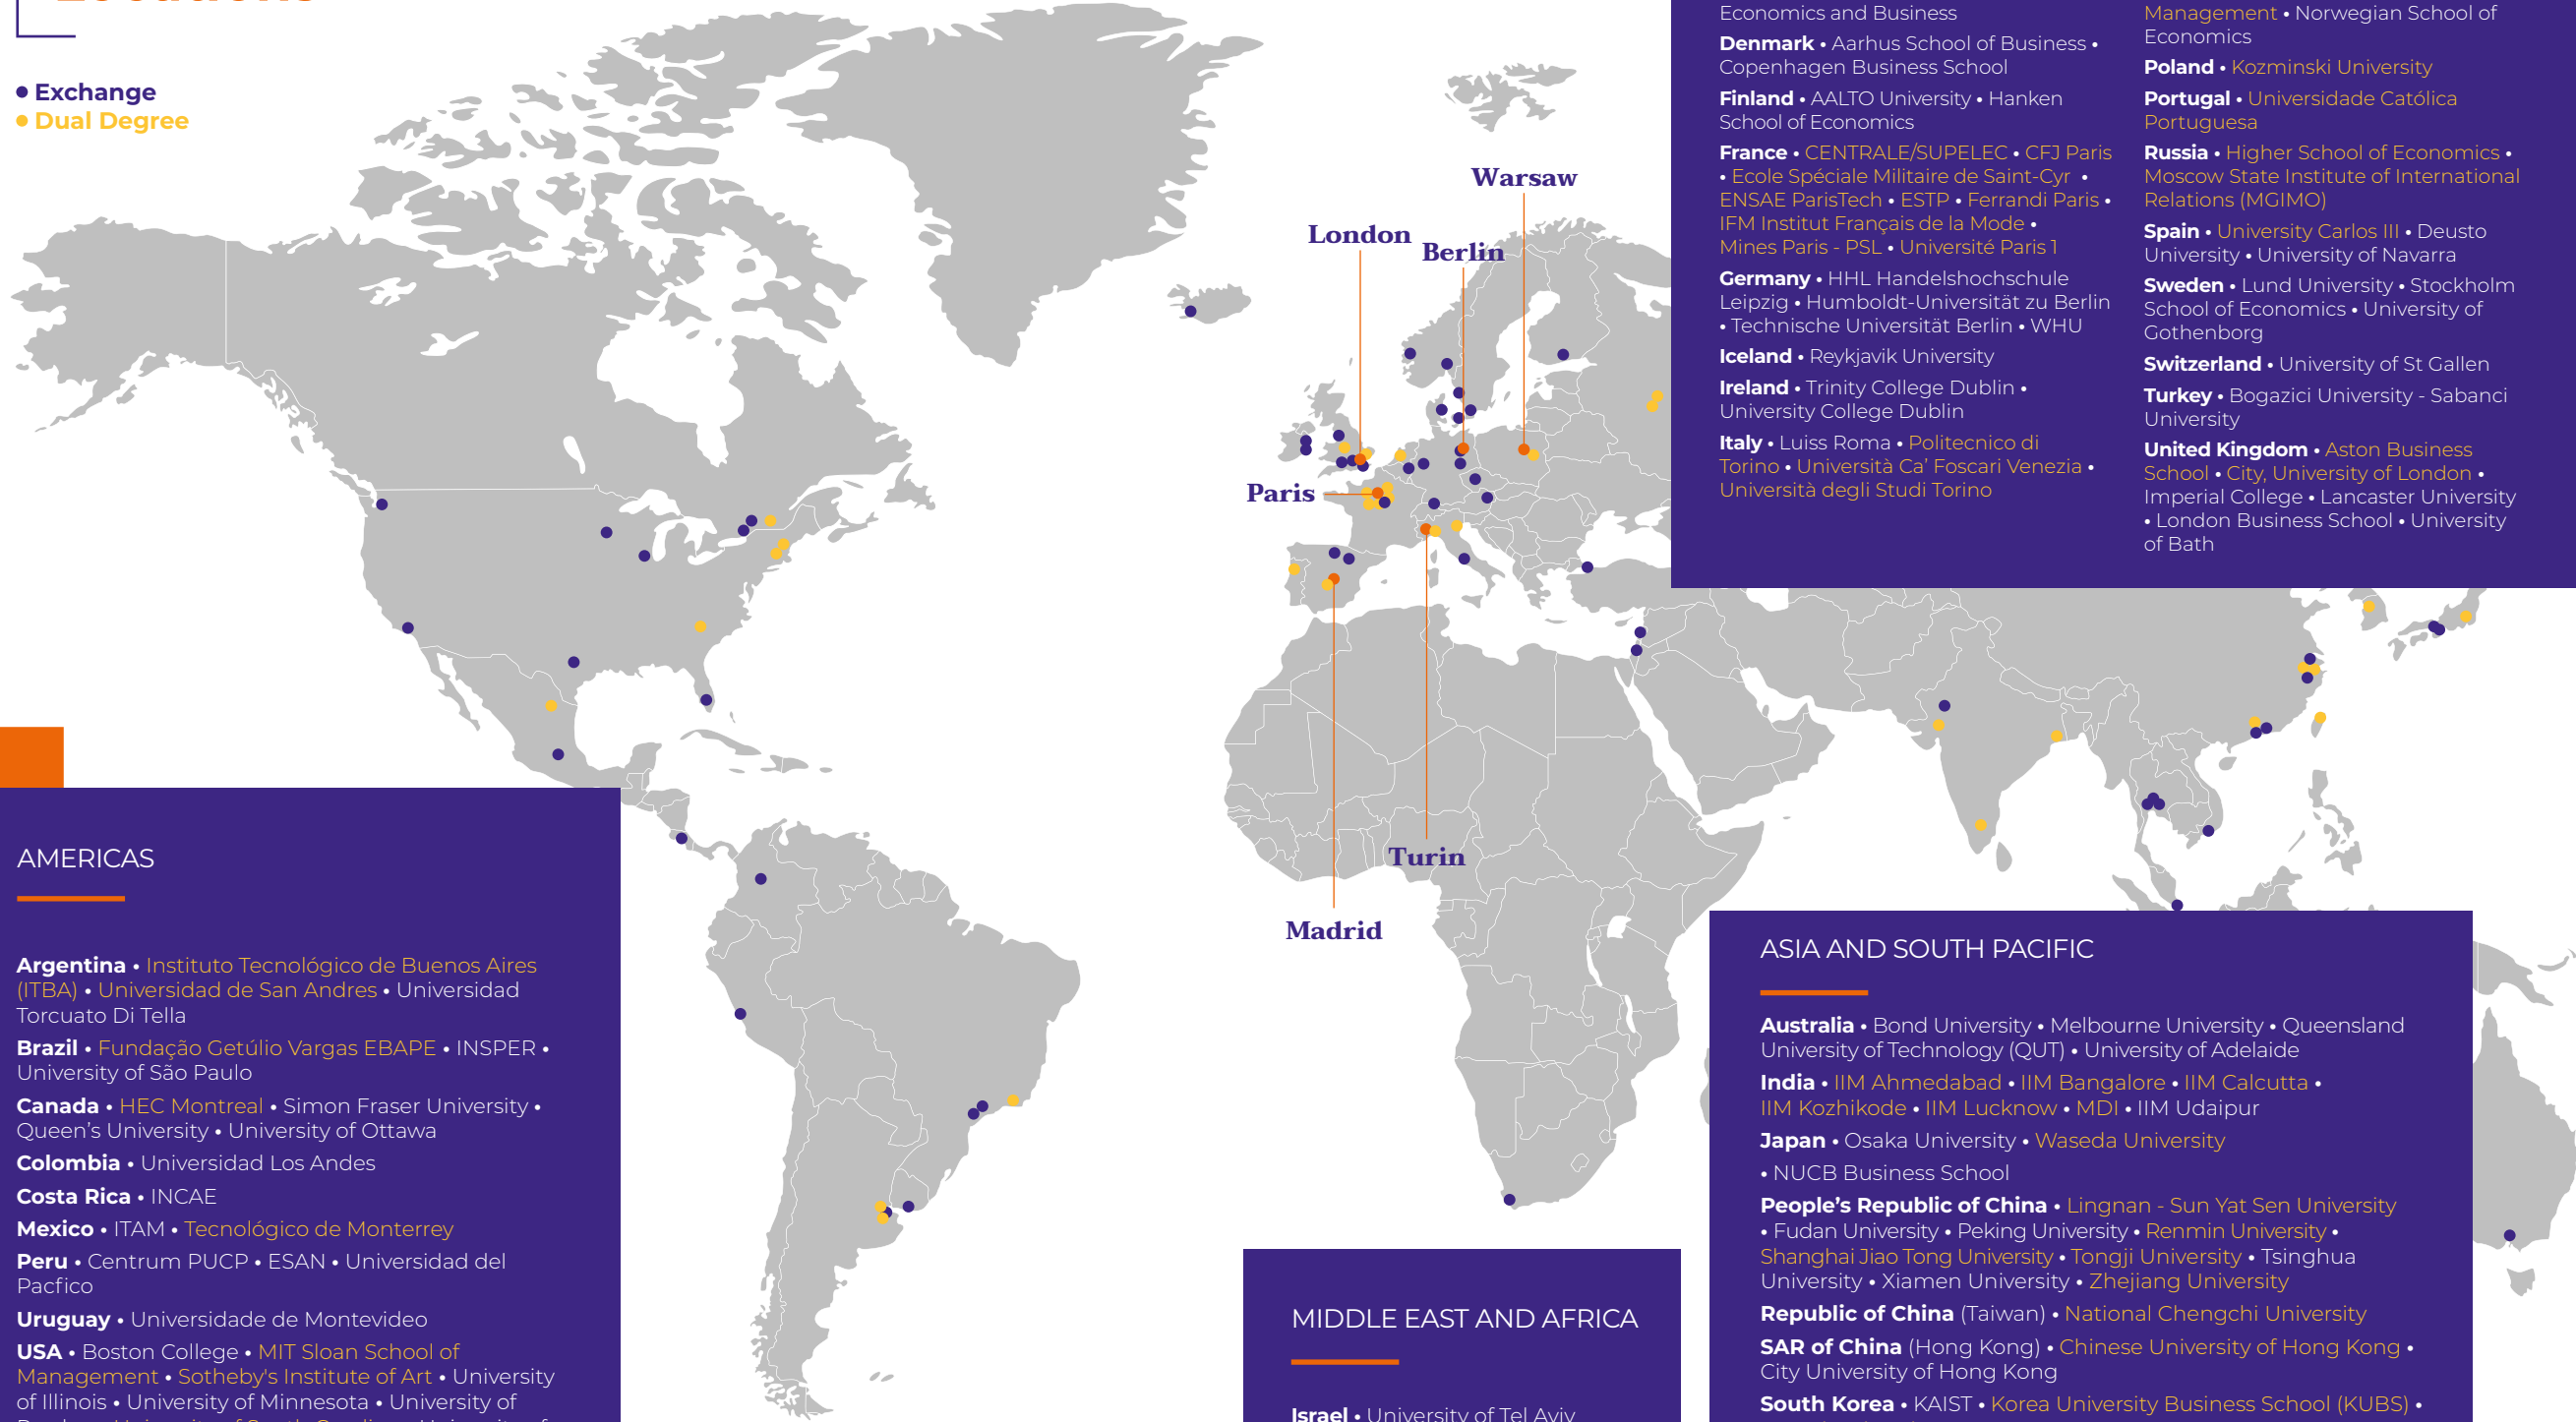 Exchange
Dual Degree
London
Warsaw
Berlin
Paris
Turin
Madrid
Economics and Business
Denmark • Aarhus School of Business •
Copenhagen Business School
Finland • AALTO University • Hanken
School of Economics
France • CENTRALE/SUPELEC • CFJ Paris
• Ecole Spéciale Militaire de Saint-Cyr •
ENSAE ParisTech • ESTP • Ferrandi Paris •
IFM Institut Français de la Mode •
Mines Paris - PSL • Université Paris 1
Germany • HHL Handelshochschule
Leipzig • Humboldt-Universität zu Berlin
• Technische Universität Berlin • WHU
Iceland • Reykjavik University
Ireland • Trinity College Dublin •
University College Dublin
Italy • Luiss Roma • Politecnico di
Torino • Università Ca' Foscari Venezia •
Università degli Studi Torino
Management • Norwegian School of
Economics
Poland • Kozminski University
Portugal • Universidade Católica
Portuguesa
Russia • Higher School of Economics •
Moscow State Institute of International
Relations (MGIMO)
Spain • University Carlos III • Deusto
University • University of Navarra
Sweden • Lund University • Stockholm
School of Economics • University of
Gothenborg
Switzerland • University of St Gallen
Turkey • Bogazici University - Sabanci
University
United Kingdom • Aston Business
School • City, University of London •
Imperial College • Lancaster University
• London Business School • University
of Bath
AMERICAS
Argentina • Instituto Tecnológico de Buenos Aires
(ITBA) • Universidad de San Andres • Universidad
Torcuato Di Tella
Brazil • Fundação Getúlio Vargas EBAPE • INSPER •
University of São Paulo
Canada • HEC Montreal • Simon Fraser University •
Queen's University • University of Ottawa
Colombia • Universidad Los Andes
Costa Rica • INCAE
Mexico • ITAM • Tecnológico de Monterrey
Peru • Centrum PUCP • ESAN • Universidad del
Pacfico
Uruguay • Universidade de Montevideo
USA • Boston College • MIT Sloan School of
Management • Sotheby's Institute of Art • University
of Illinois • University of Minnesota • University of
MIDDLE EAST AND AFRICA
Israel • University of Tel Aviv
ASIA AND SOUTH PACIFIC
Australia • Bond University • Melbourne University • Queensland
University of Technology (QUT) • University of Adelaide
India • IIM Ahmedabad • IIM Bangalore • IIM Calcutta •
IIM Kozhikode • IIM Lucknow • MDI • IIM Udaipur
Japan • Osaka University • Waseda University
• NUCB Business School
People's Republic of China • Lingnan - Sun Yat Sen University
• Fudan University • Peking University • Renmin University •
Shanghai Jiao Tong University • Tongji University • Tsinghua
University • Xiamen University • Zhejiang University
Republic of China (Taiwan) • National Chengchi University
SAR of China (Hong Kong) • Chinese University of Hong Kong •
City University of Hong Kong
South Korea • KAIST • Korea University Business School (KUBS) •